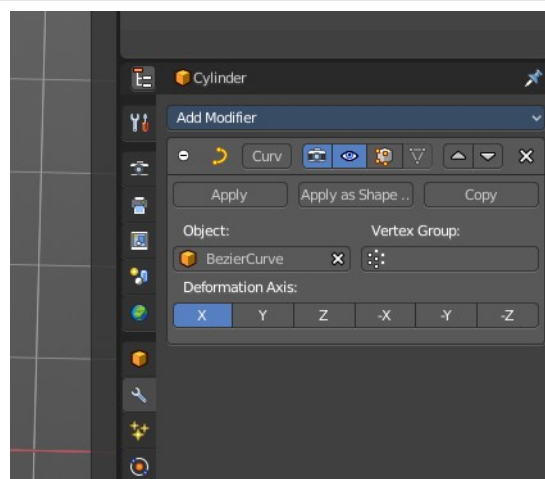 Cylinder
Add Modifier
Curv
Apply Apply as Shape .. Copy
Object: Vertex Group:
BezierCurve
Deformation Axis:
X Y Z -X -Y -Z